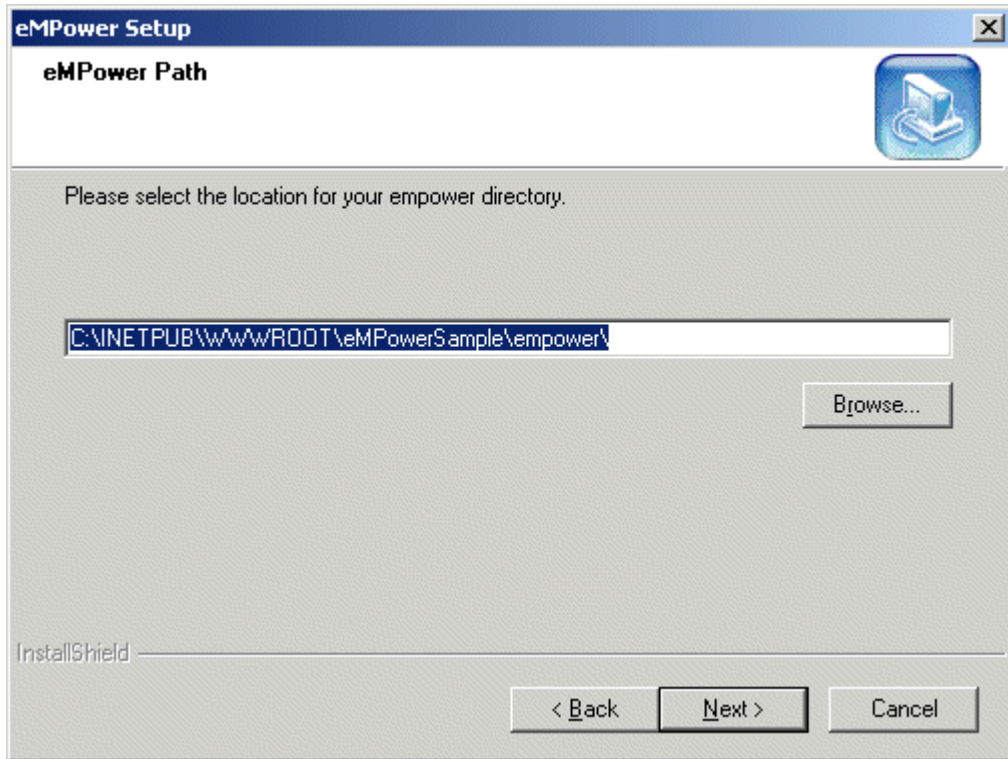 eMPower Setup
eMPower Path
Please select the location for your empower directory.
C:\INETPUB\WWWROOT\eMPowerSample\empower\
Browse...
InstallShield
< Back
Next >
Cancel